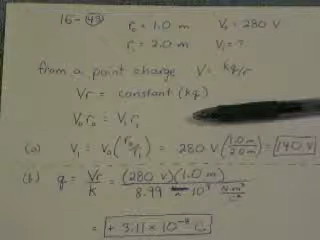 16-43
r₀ = 1.0 m V₀ = 280 V
r₁ = 2.0 m V₁ = ?
from a point charge V = kq/r
Vr = constant (kq)
V₀r₀ = V₁r₁
(a) V₁ = V₀(r₀/r₁) = 280 V (1.0 m/2.0 m) = 140 V
(b) q = Vr/k = (280 V)(1.0 m)/8.99 × 10⁹ N·m²/C²
= + 3.11 × 10⁻⁸ C